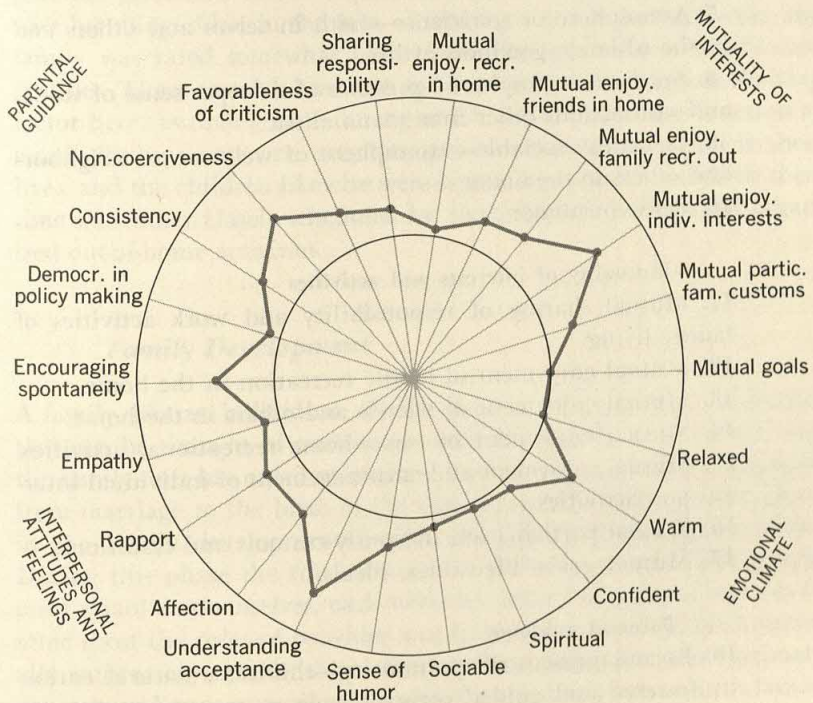 PARENTAL
GUIDANCE
Sharing
responsi-
bility
Mutual
enjoy. recr.
in home
MUTUALITY OF
INTERESTS
Favorableness
of criticism
Mutual enjoy.
friends in home
Non-coerciveness
Mutual enjoy.
family recr. out
Consistency
Mutual enjoy.
indiv. interests
Democr. in
policy making
Mutual partic.
fam. customs
Encouraging
spontaneity
Mutual goals
Empathy
Relaxed
Rapport
Warm
INTERPERSONAL
ATTITUDES AND
FEELINGS
EMOTIONAL
CLIMATE
Affection
Confident
Understanding
acceptance
Spiritual
Sense of
humor
Sociable